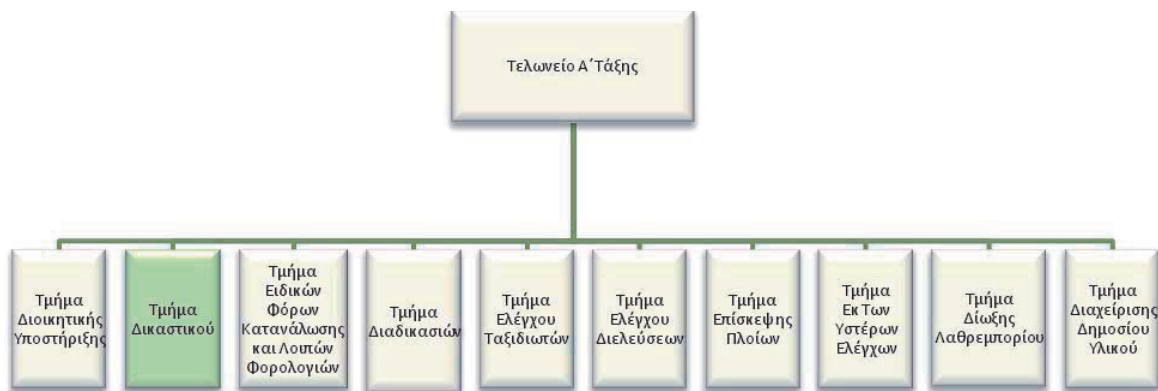 Τελωνείο Α΄Τάξης
Τμήμα
Διοικητικής
Υποστήριξης
Τμήμα
Δικαστικού
Τμήμα
Ειδικών
Φόρων
Κατανάλωσης
και Λοιπών
Φορολογιών
Τμήμα
Διαδικασιών
Τμήμα
Ελέγχου
Ταξιδιωτών
Τμήμα
Ελέγχου
Διελεύσεων
Τμήμα
Επίσκεψης
Πλοίων
Τμήμα
Εκ Των
Υστέρων
Ελέγχων
Τμήμα
Δίωξης
Λαθρεμπορίου
Τμήμα
Διαχείρισης
Δημοσίου
Υλικού